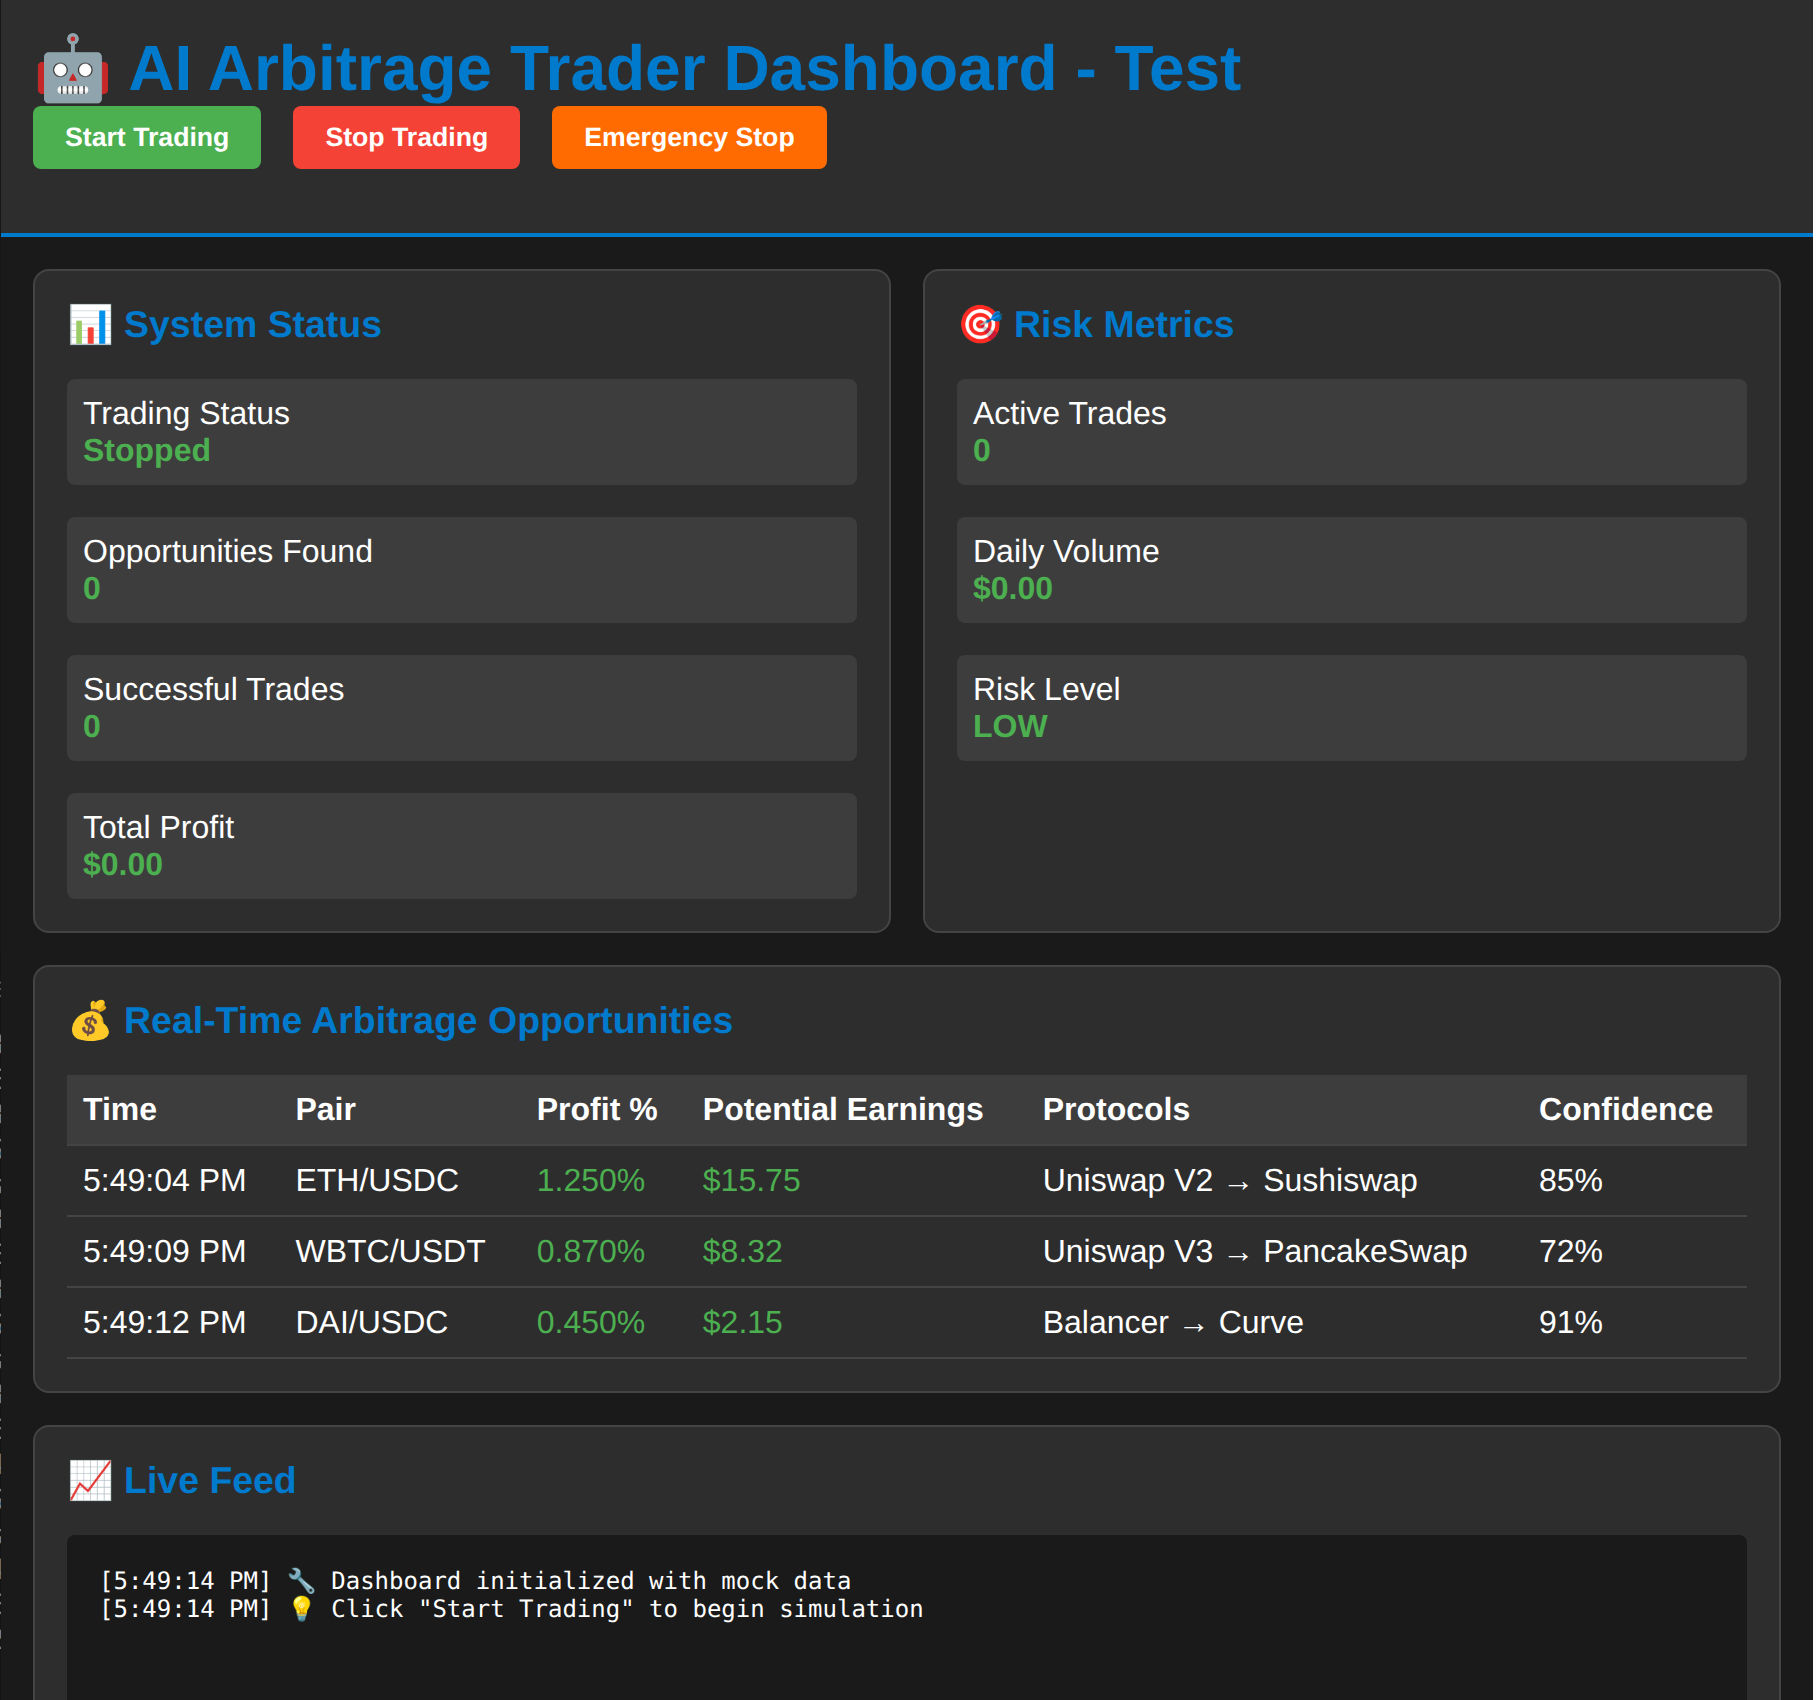 🤖 AI Arbitrage Trader Dashboard - Test
Start Trading
Stop Trading
Emergency Stop
📊 System Status
Trading Status
Stopped
Opportunities Found
0
Successful Trades
0
Total Profit
$0.00
🎯 Risk Metrics
Active Trades
0
Daily Volume
$0.00
Risk Level
LOW
💰 Real-Time Arbitrage Opportunities
Time Pair Profit % Potential Earnings Protocols Confidence
5:49:04 PM ETH/USDC 1.250% $15.75 Uniswap V2 → Sushiswap 85%
5:49:09 PM WBTC/USDT 0.870% $8.32 Uniswap V3 → PancakeSwap 72%
5:49:12 PM DAI/USDC 0.450% $2.15 Balancer → Curve 91%
📈 Live Feed
[5:49:14 PM] 🔧 Dashboard initialized with mock data
[5:49:14 PM] 💡 Click "Start Trading" to begin simulation